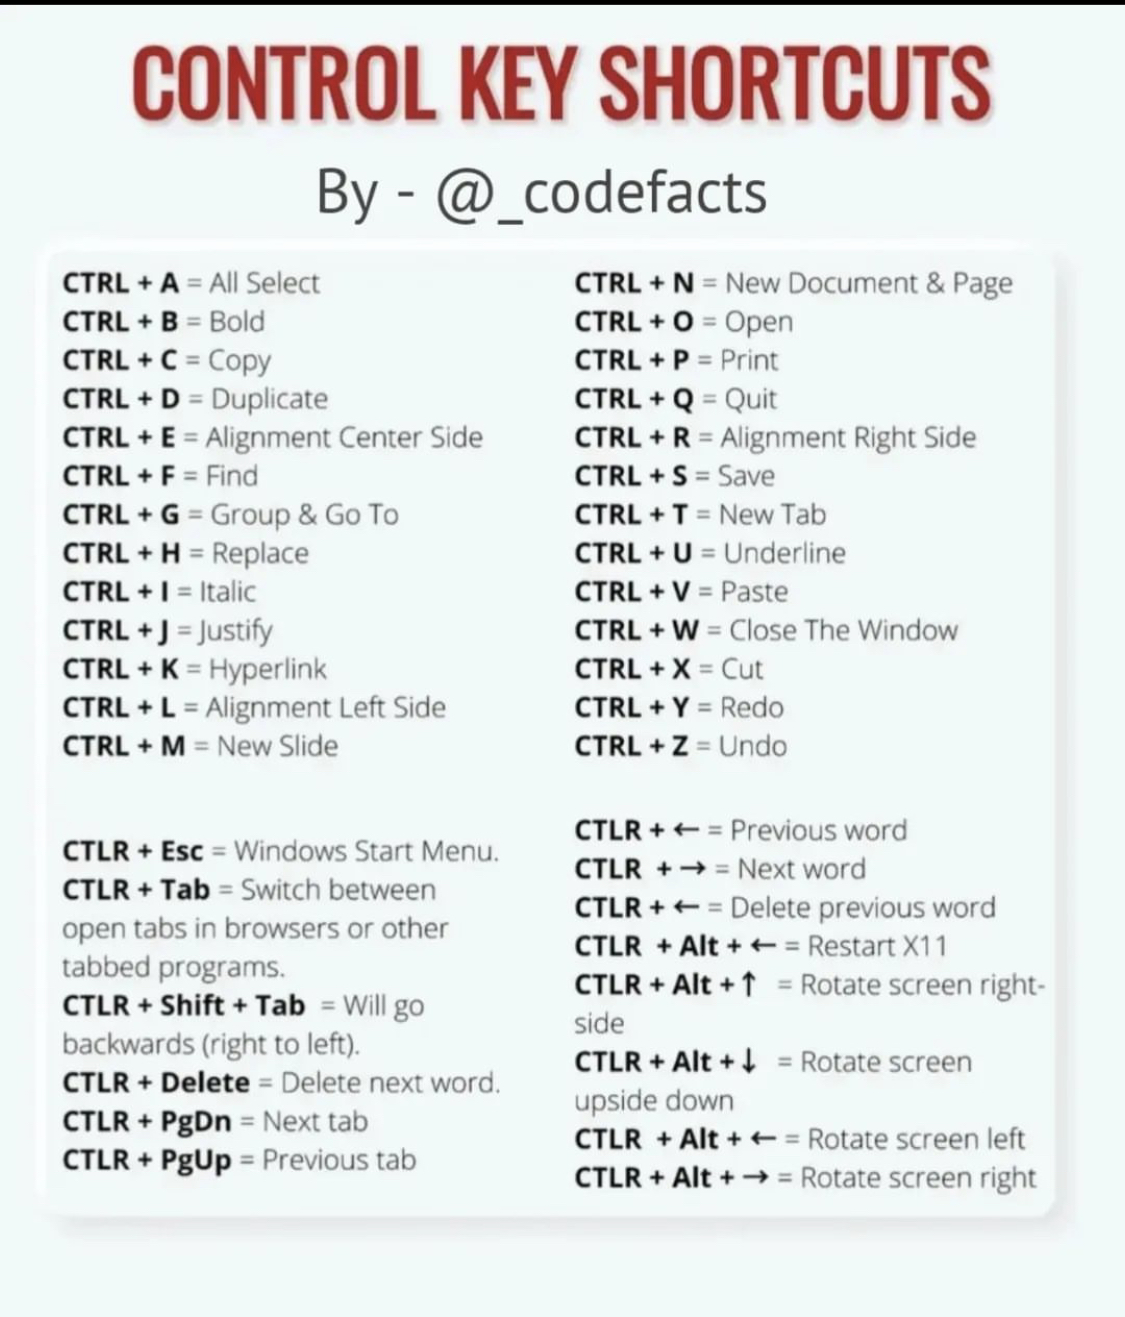 CONTROL KEY SHORTCUTS
By - @_codefacts
CTRL + A = All Select
CTRL + B = Bold
CTRL + C = Copy
CTRL + D = Duplicate
CTRL + E = Alignment Center Side
CTRL + F = Find
CTRL + G = Group & Go To
CTRL + H = Replace
CTRL + I = Italic
CTRL + J = Justify
CTRL + K = Hyperlink
CTRL + L = Alignment Left Side
CTRL + M = New Slide
CTLR + Esc = Windows Start Menu.
CTLR + Tab = Switch between
open tabs in browsers or other
tabbed programs.
CTLR + Shift + Tab = Will go
backwards (right to left).
CTLR + Delete = Delete next word.
CTLR + PgDn = Next tab
CTLR + PgUp = Previous tab
CTRL + N = New Document & Page
CTRL + O = Open
CTRL + P = Print
CTRL + Q = Quit
CTRL + R = Alignment Right Side
CTRL + S = Save
CTRL + T = New Tab
CTRL + U = Underline
CTRL + V = Paste
CTRL + W = Close The Window
CTRL + X = Cut
CTRL + Y = Redo
CTRL + Z = Undo
CTLR + ← = Previous word
CTLR + → = Next word
CTLR + ← = Delete previous word
CTLR + Alt + ← = Restart X11
CTLR + Alt + ↑ = Rotate screen right-
side
CTLR + Alt + ↓ = Rotate screen
upside down
CTLR + Alt + ← = Rotate screen left
CTLR + Alt + → = Rotate screen right